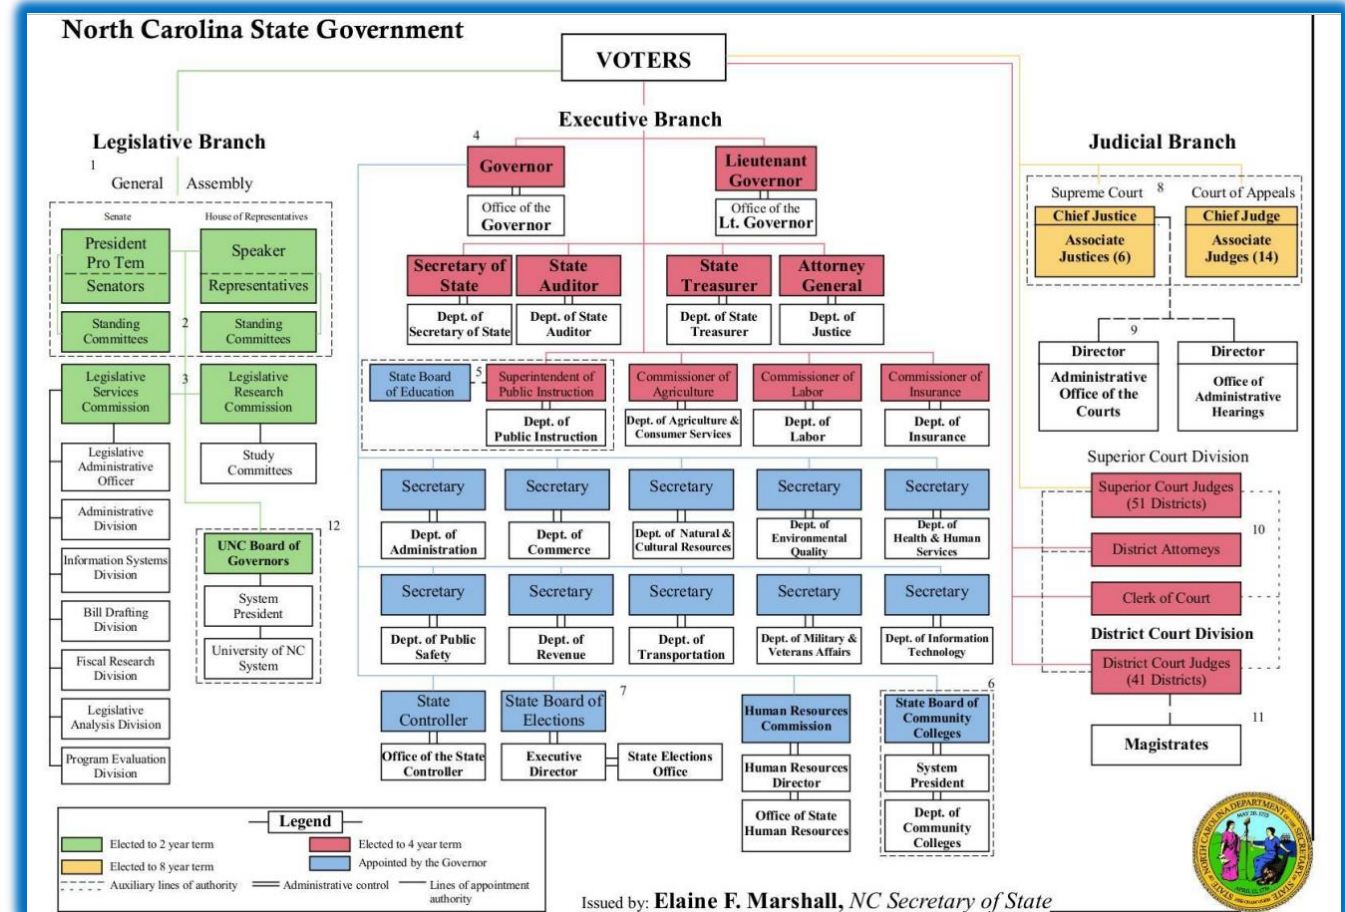 North Carolina State Government
VOTERS
Legislative Branch
1
General Assembly
Senate
House of Representatives
President
Pro Tem
Senators
Speaker
Representatives
Standing
Committees
2
Standing
Committees
Legislative
Services
Commission
3
Legislative
Research
Commission
Legislative
Administrative
Officer
Study
Committees
Administrative
Division
Information Systems
Division
Bill Drafting
Division
Fiscal Research
Division
Legislative
Analysis Division
Program Evaluation
Division
12
UNC Board of
Governors
System
President
University of NC
System
Executive Branch
4
Governor
Office of the
Governor
Lieutenant
Governor
Office of the
Lt. Governor
Secretary of
State
Dept. of
Secretary of State
State
Auditor
Dept. of State
Auditor
State
Treasurer
Dept. of State
Treasurer
Attorney
General
Dept. of
Justice
State Board
of Education
5
Superintendent of
Public Instruction
Dept. of
Public Instruction
Commissioner of
Agriculture
Dept. of Agriculture &
Consumer Services
Commissioner of
Labor
Dept. of
Labor
Commissioner of
Insurance
Dept. of
Insurance
Secretary
Dept. of
Administration
Secretary
Dept. of
Commerce
Secretary
Dept. of Natural &
Cultural Resources
Secretary
Dept. of
Environmental
Quality
Secretary
Dept. of
Health & Human
Services
Secretary
Dept. of Public
Safety
Secretary
Dept. of
Revenue
Secretary
Dept. of
Transportation
Secretary
Dept. of Military &
Veterans Affairs
Secretary
Dept. of Information
Technology
State
Controller
Office of the State
Controller
State Board of
Elections
7
Executive
Director
State Elections
Office
Human Resources
Commission
Human Resources
Director
Office of State
Human Resources
6
State Board of
Community
Colleges
System
President
Dept. of
Community
Colleges
Judicial Branch
Supreme Court
8
Court of Appeals
Chief Justice
Associate
Justices (6)
Chief Judge
Associate
Judges (14)
9
Director
Administrative
Office of the
Courts
Director
Office of
Administrative
Hearings
Superior Court Division
Superior Court Judges
(51 Districts)
10
District Attorneys
Clerk of Court
District Court Division
District Court Judges
(41 Districts)
11
Magistrates
Legend
Elected to 2 year term
Elected to 4 year term
Elected to 8 year term
Appointed by the Governor
Auxiliary lines of authority
Administrative control
Lines of appointment
authority
Issued by: Elaine F. Marshall, NC Secretary of State